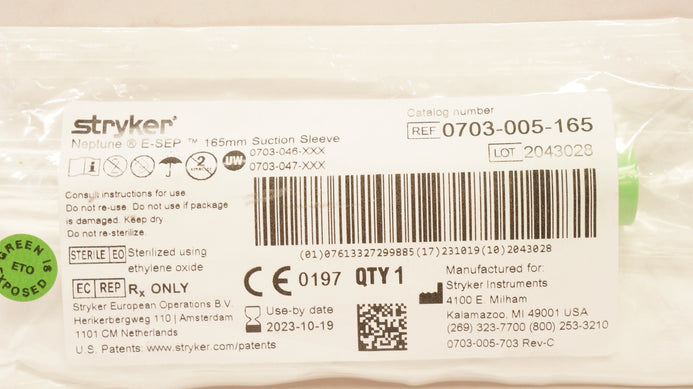 stryker®
Neptune ® E-SEP ™ 165mm Suction Sleeve
0703-046-XXX
0703-047-XXX
Catalog number
REF 0703-005-165
LOT 2043028
2
UW
Consult instructions for use
Do not re-use. Do not use if package
is damaged. Keep dry.
Do not re-sterilize.
(01)07613327299885(17)231019(10)2043028
STERILE EO Sterilized using
ethylene oxide
EC REP Rx ONLY
Stryker European Operations B.V.
Herikerbergweg 110 | Amsterdam
1101 CM Netherlands
U.S. Patents: www.stryker.com/patents
CE 0197 QTY 1
Use-by date
2023-10-19
Manufactured for:
Stryker Instruments
4100 E. Milham
Kalamazoo, MI 49001 USA
(269) 323-7700 (800) 253-3210
0703-005-703 Rev-C
GREEN IS
ETO
EXPOSED